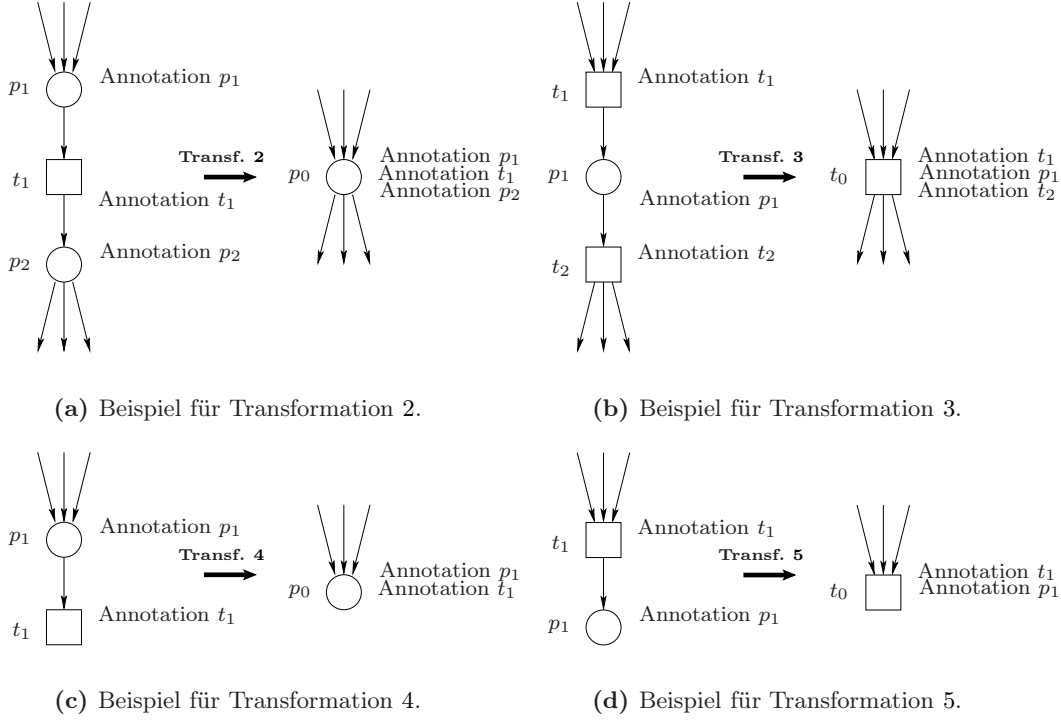 p₁ Annotation p₁
t₁
Annotation t₁
p₂ Annotation p₂
Transf. 2
p₀
Annotation p₁
Annotation t₁
Annotation p₂
(a) Beispiel für Transformation 2.
t₁ Annotation t₁
p₁
Annotation p₁
t₂ Annotation t₂
Transf. 3
t₀
Annotation t₁
Annotation p₁
Annotation t₂
(b) Beispiel für Transformation 3.
p₁ Annotation p₁
t₁ Annotation t₁
Transf. 4
p₀
Annotation p₁
Annotation t₁
(c) Beispiel für Transformation 4.
t₁ Annotation t₁
p₁ Annotation p₁
Transf. 5
t₀
Annotation t₁
Annotation p₁
(d) Beispiel für Transformation 5.